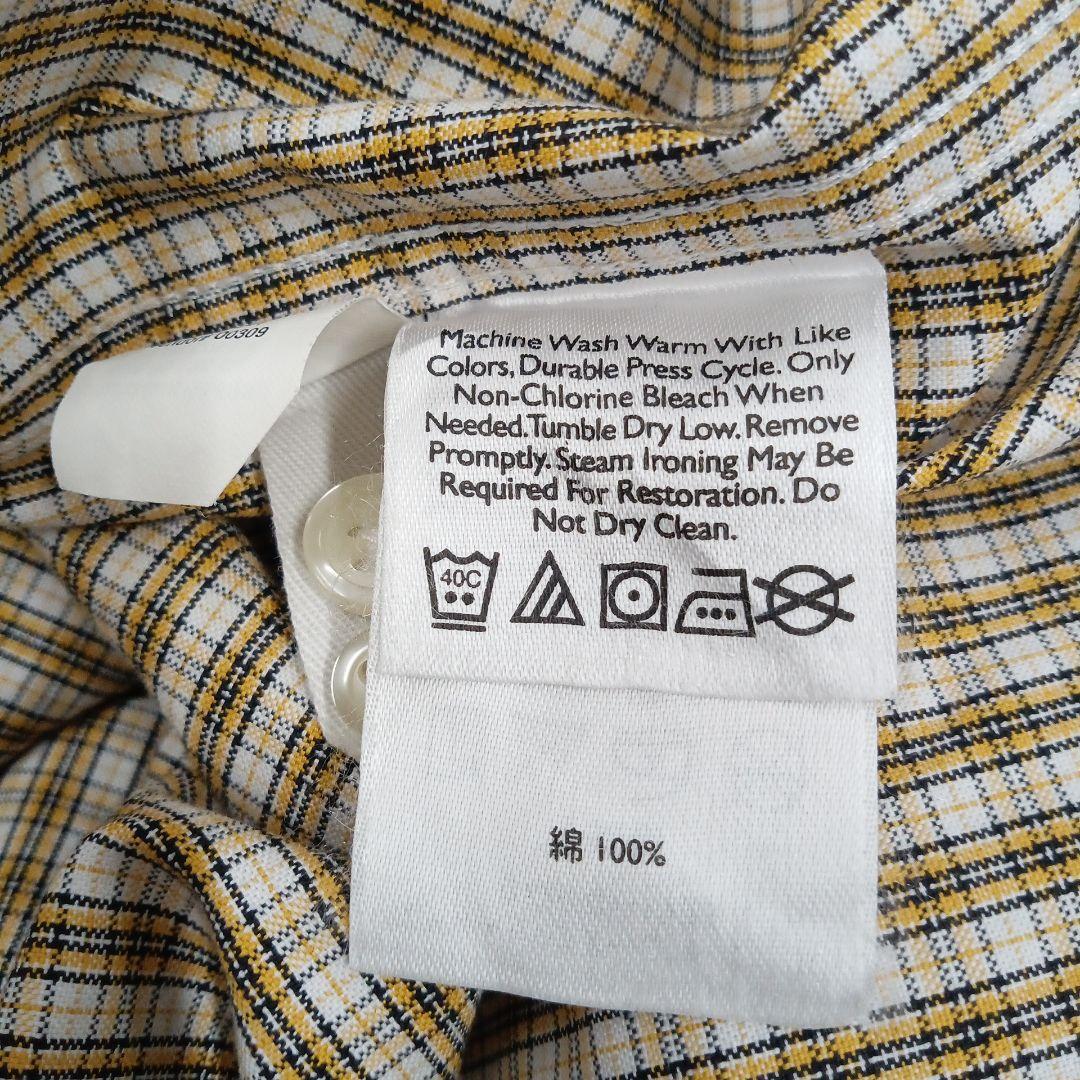 00309
Machine Wash Warm With Like
Colors, Durable Press Cycle. Only
Non-Chlorine Bleach When
Needed. Tumble Dry Low. Remove
Promptly. Steam Ironing May Be
Required For Restoration. Do
Not Dry Clean.
40C
綿 100%